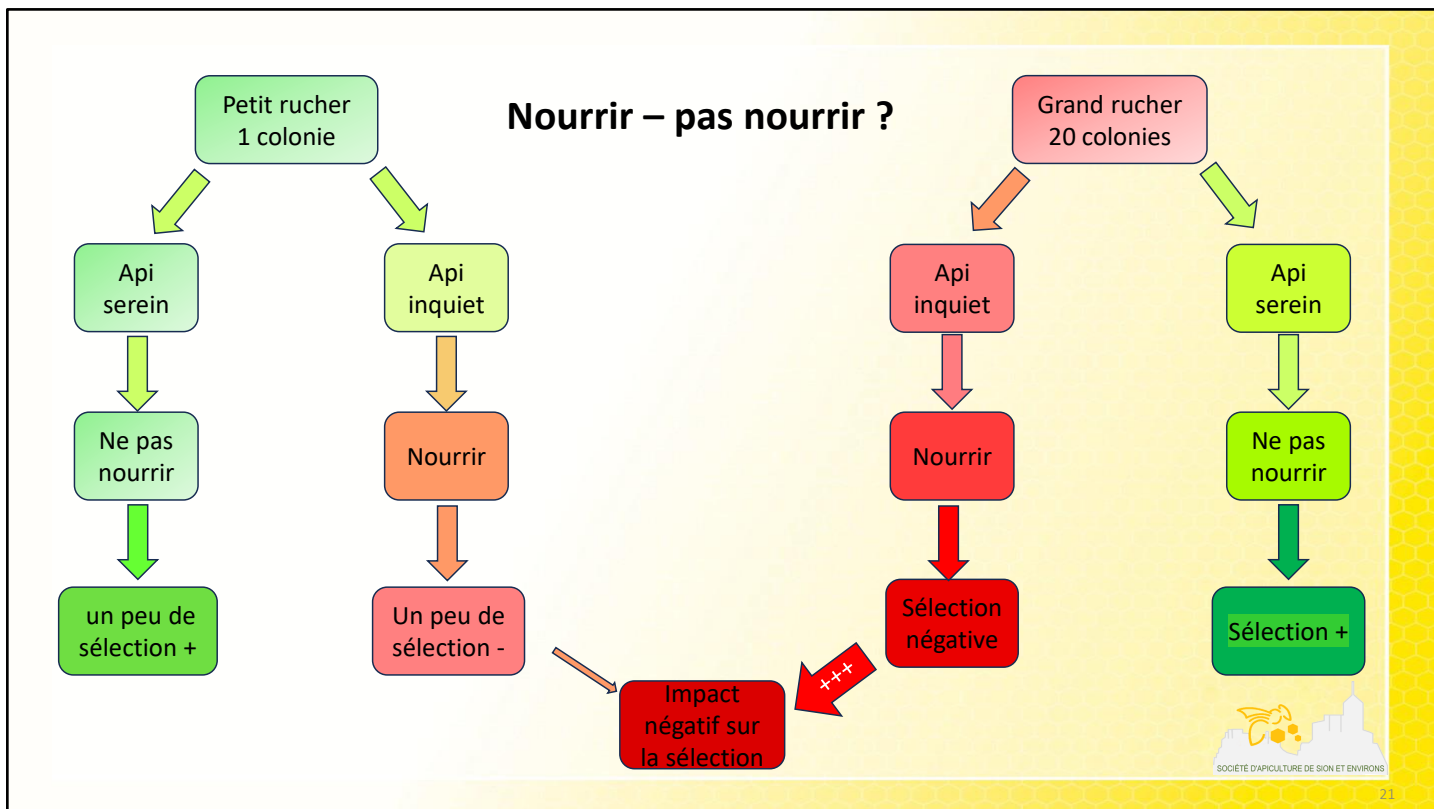 Nourrir – pas nourrir ?
Petit rucher
1 colonie
Grand rucher
20 colonies
Api
serein
Api
inquiet
Api
inquiet
Api
serein
Ne pas
nourrir
Nourrir
Nourrir
Ne pas
nourrir
un peu de
sélection +
Un peu de
sélection -
Sélection
négative
Sélection +
+++
Impact
négatif sur
la sélection
SOCIÉTÉ D'APICULTURE DE SION ET ENVIRONS
21